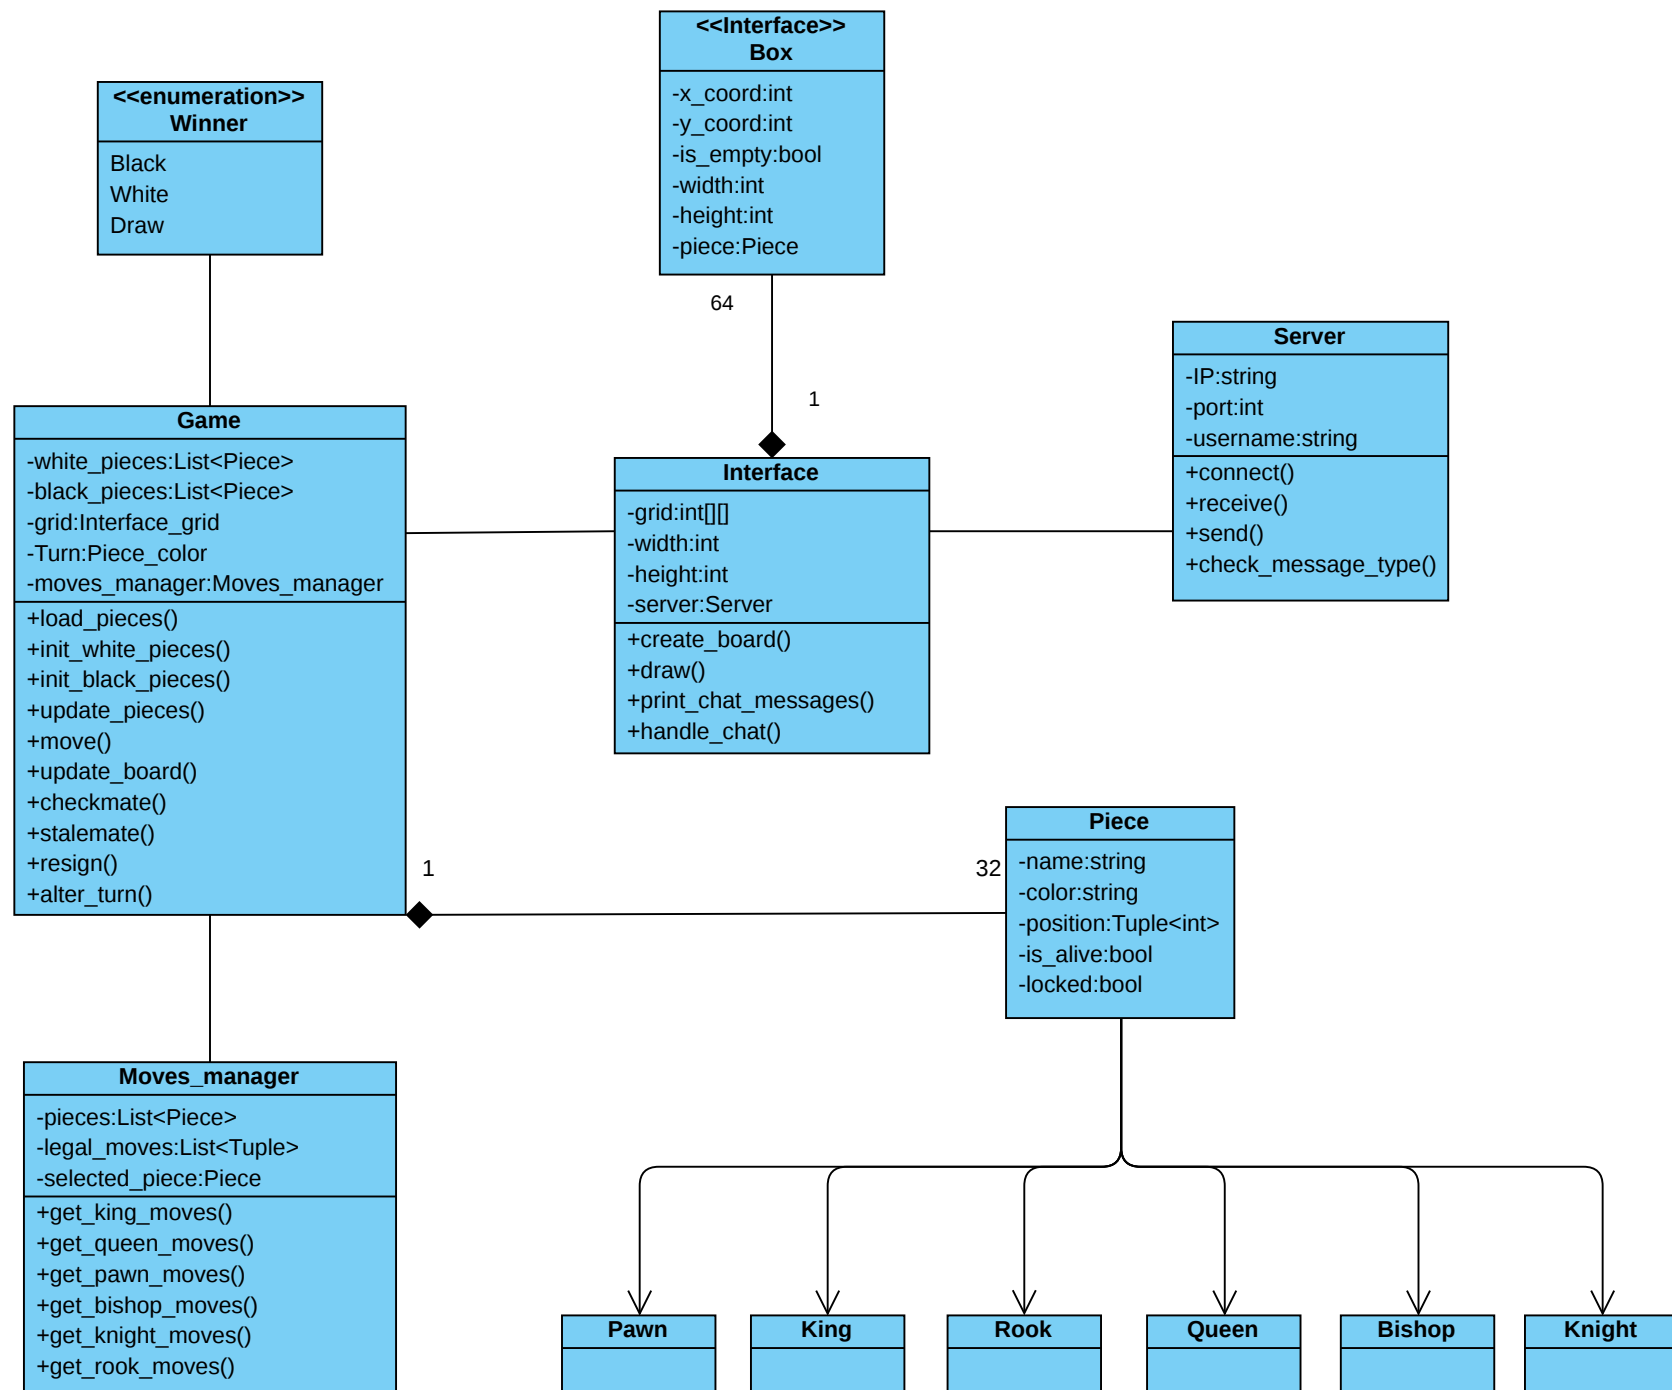 <<Interface>>
Box
-x_coord:int
-y_coord:int
-is_empty:bool
-width:int
-height:int
-piece:Piece
<<enumeration>>
Winner
Black
White
Draw
64
1
Server
-IP:string
-port:int
-username:string
+connect()
+receive()
+send()
+check_message_type()
Game
-white_pieces:List<Piece>
-black_pieces:List<Piece>
-grid:Interface_grid
-Turn:Piece_color
-moves_manager:Moves_manager
+load_pieces()
+init_white_pieces()
+init_black_pieces()
+update_pieces()
+move()
+update_board()
+checkmate()
+stalemate()
+resign()
+alter_turn()
Interface
-grid:int[][]
-width:int
-height:int
-server:Server
+create_board()
+draw()
+print_chat_messages()
+handle_chat()
1
32
Piece
-name:string
-color:string
-position:Tuple<int>
-is_alive:bool
-locked:bool
Moves_manager
-pieces:List<Piece>
-legal_moves:List<Tuple>
-selected_piece:Piece
+get_king_moves()
+get_queen_moves()
+get_pawn_moves()
+get_bishop_moves()
+get_knight_moves()
+get_rook_moves()
Pawn
King
Rook
Queen
Bishop
Knight